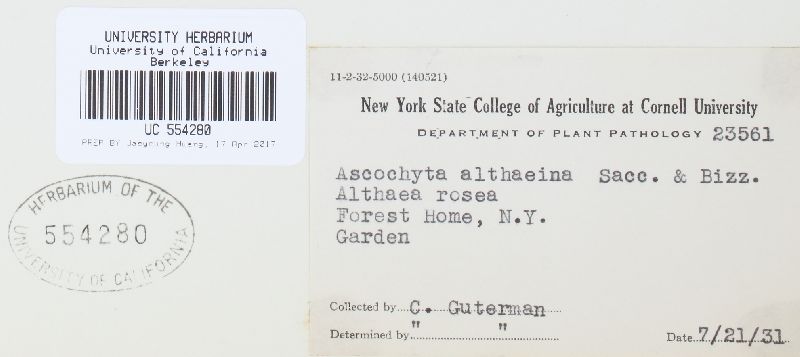 UNIVERSITY HERBARIUM
University of California
Berkeley
UC 554280
PREP BY Jaeyoung Huang, 17 Apr 2017
HERBARIUM OF THE
554280
UNIVERSITY OF CALIFORNIA
11-2-32-5000 (140521)
New York State College of Agriculture at Cornell University
DEPARTMENT OF PLANT PATHOLOGY 23561
Ascochyta althaeina Sacc. & Bizz.
Althaea rosea
Forest Home, N.Y.
Garden
Collected by C. Guterman
Determined by " "
Date 7/21/31